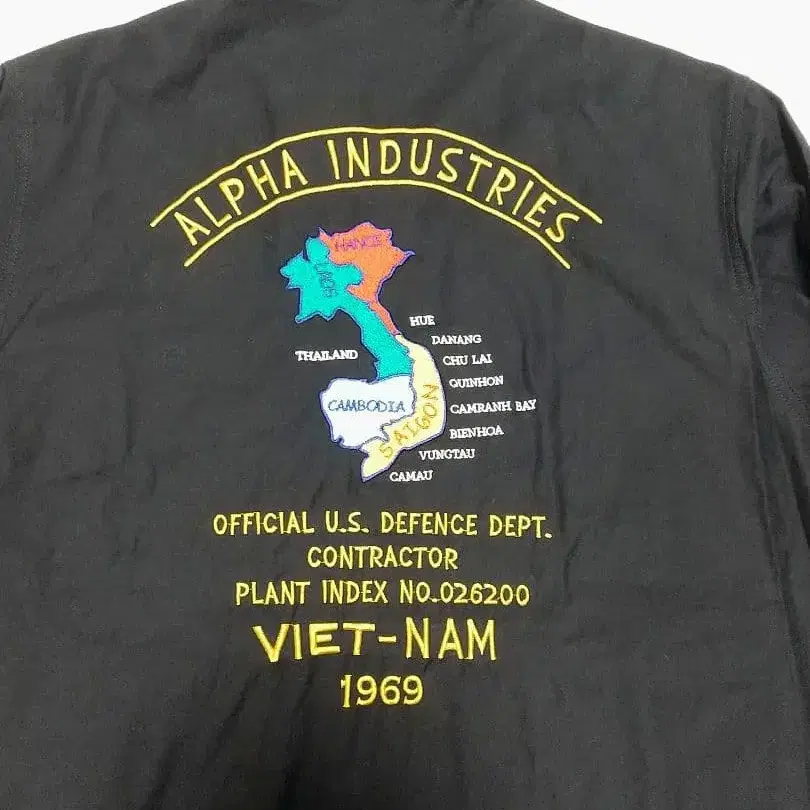 ALPHA INDUSTRIES
HANOI
LAOS
HUE
DANANG
THAILAND
CHU LAI
QUINHON
CAMBODIA
SAIGON
CAMRANH BAY
BIENHOA
VUNGTAU
CAMAU
OFFICIAL U.S. DEFENCE DEPT.
CONTRACTOR
PLANT INDEX NO.026200
VIET-NAM
1969